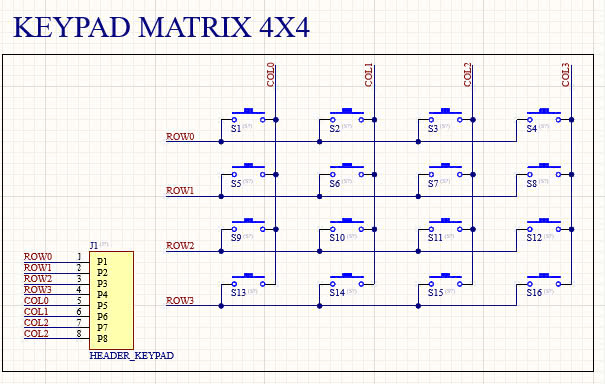 KEYPAD MATRIX 4X4
COL0 COL1 COL2 COL3
S1 S2 S3 S4
ROW0
S5 S6 S7 S8
ROW1
S9 S10 S11 S12
ROW2
S13 S14 S15 S16
ROW3
J1
ROW0 1 P1
ROW1 2 P2
ROW2 3 P3
ROW3 4 P4
COL0 5 P5
COL1 6 P6
COL2 7 P7
COL2 8 P8
HEADER_KEYPAD